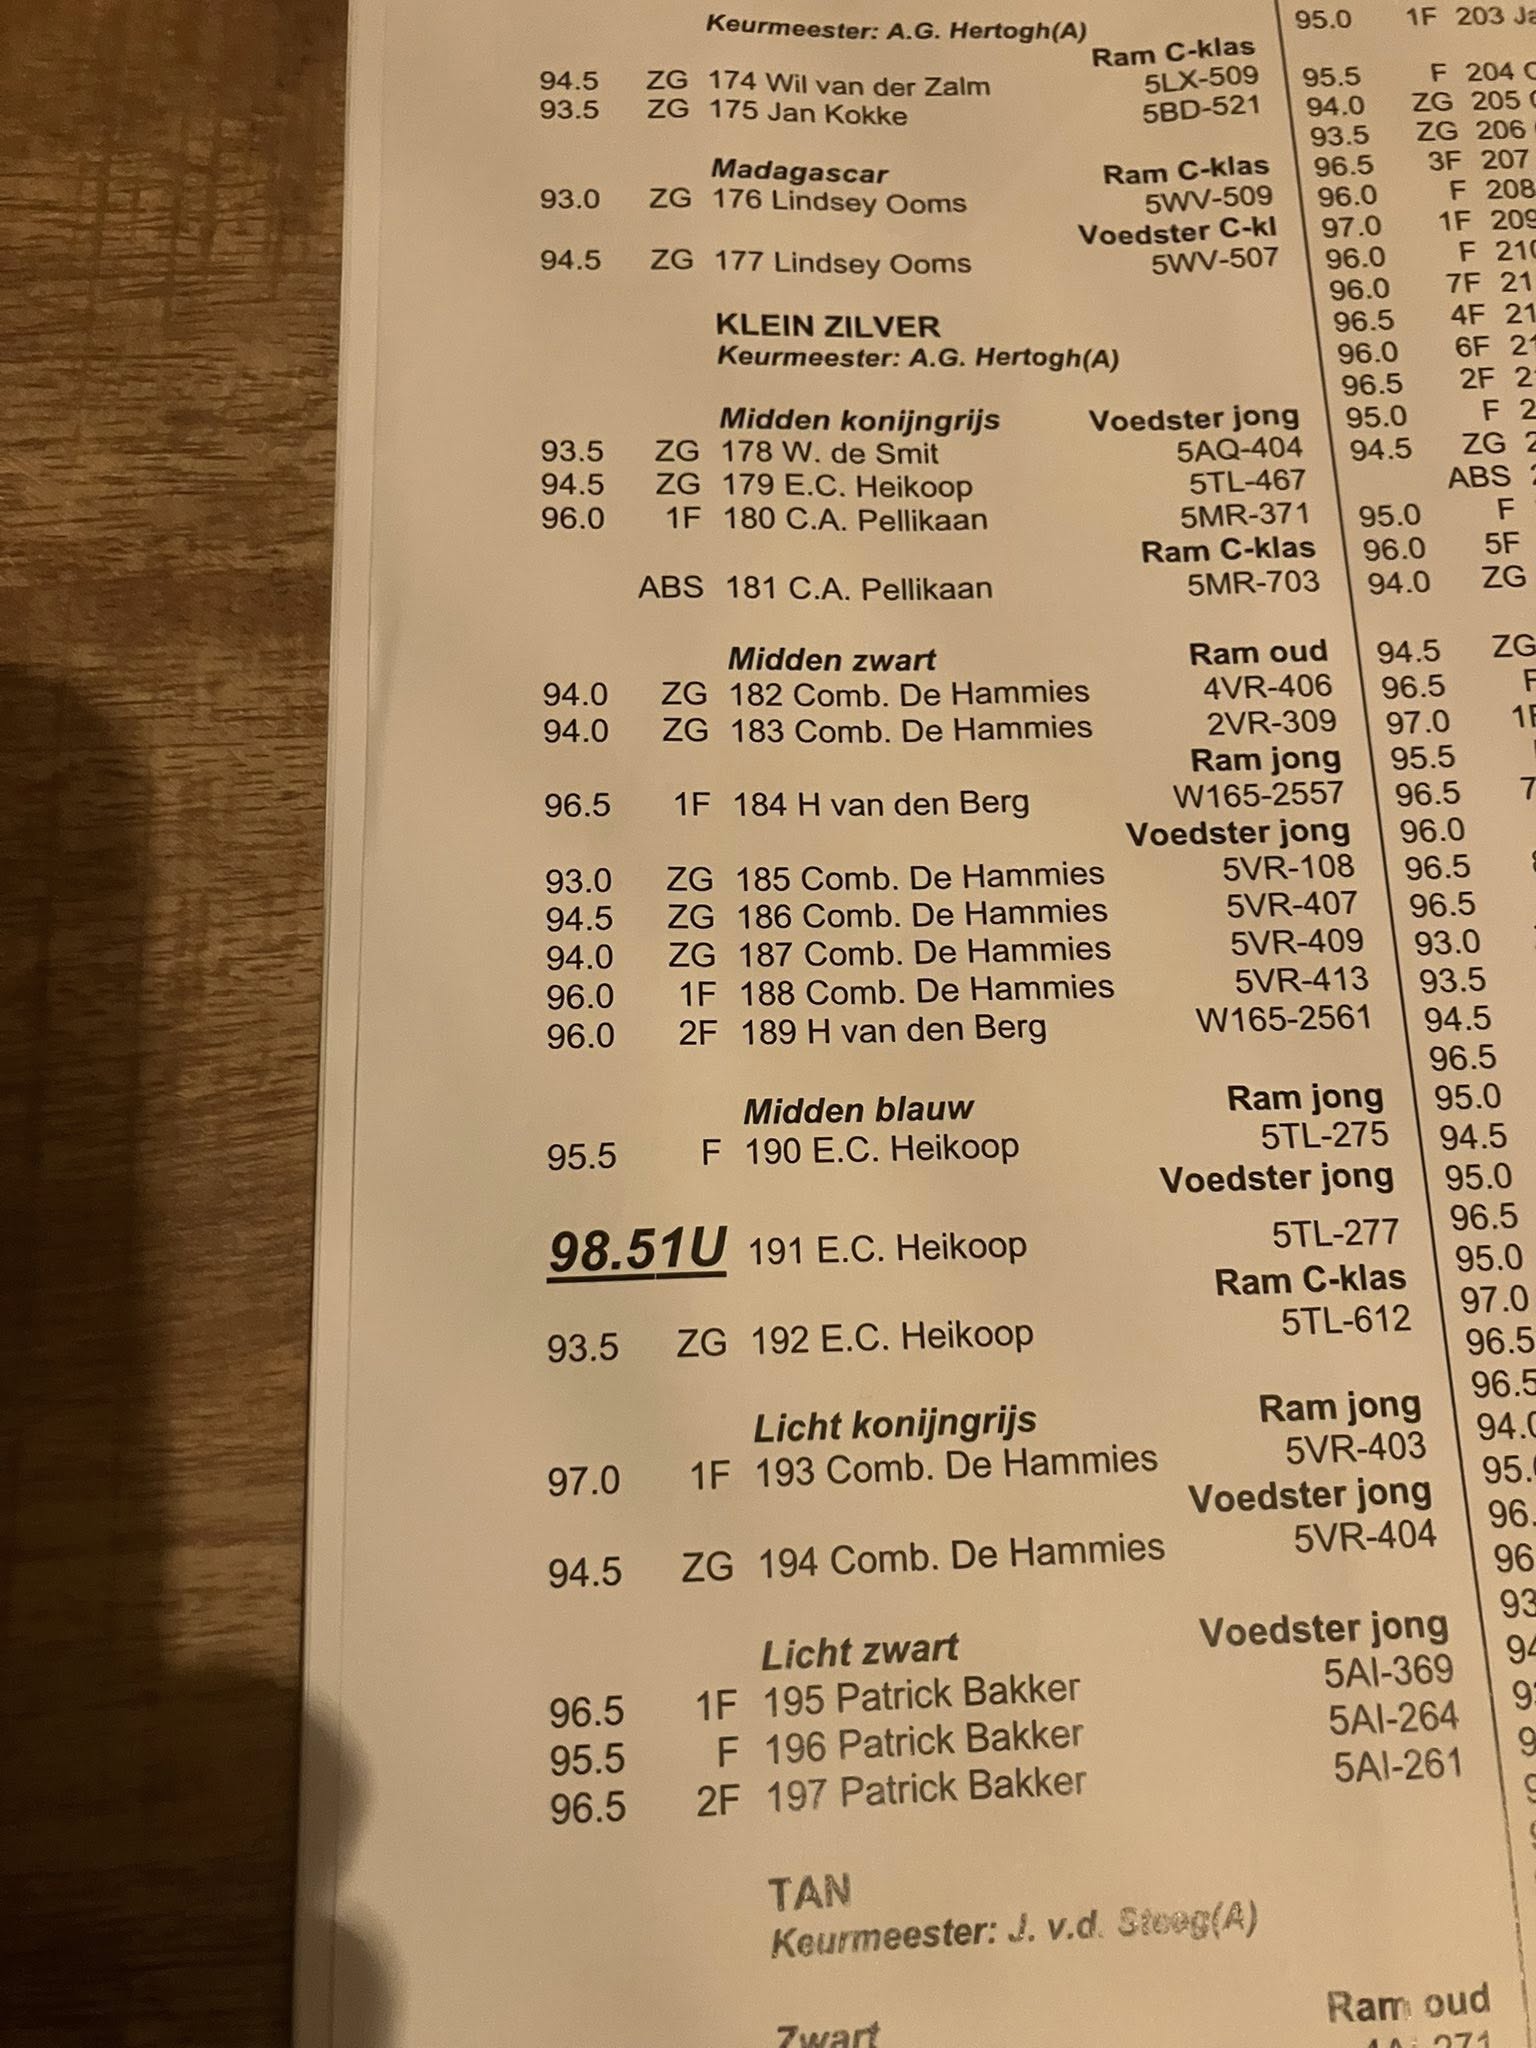 Keurmeester: A.G. Hertogh(A)
Ram C-klas
94.5 ZG 174 Wil van der Zalm 5LX-509
93.5 ZG 175 Jan Kokke 5BD-521
Madagascar Ram C-klas
93.0 ZG 176 Lindsey Ooms 5WV-509
Voedster C-kl
94.5 ZG 177 Lindsey Ooms 5WV-507
KLEIN ZILVER
Keurmeester: A.G. Hertogh(A)
Midden konijngrijs Voedster jong
93.5 ZG 178 W. de Smit 5AQ-404
94.5 ZG 179 E.C. Heikoop 5TL-467
96.0 1F 180 C.A. Pellikaan 5MR-371
Ram C-klas
ABS 181 C.A. Pellikaan 5MR-703
Midden zwart Ram oud
94.0 ZG 182 Comb. De Hammies 4VR-406
94.0 ZG 183 Comb. De Hammies 2VR-309
Ram jong
96.5 1F 184 H van den Berg W165-2557
Voedster jong
93.0 ZG 185 Comb. De Hammies 5VR-108
94.5 ZG 186 Comb. De Hammies 5VR-407
94.0 ZG 187 Comb. De Hammies 5VR-409
96.0 1F 188 Comb. De Hammies 5VR-413
96.0 2F 189 H van den Berg W165-2561
Midden blauw Ram jong
95.5 F 190 E.C. Heikoop 5TL-275
Voedster jong
98.51U 191 E.C. Heikoop 5TL-277
Ram C-klas
93.5 ZG 192 E.C. Heikoop 5TL-612
Licht konijngrijs Ram jong
97.0 1F 193 Comb. De Hammies 5VR-403
Voedster jong
94.5 ZG 194 Comb. De Hammies 5VR-404
Licht zwart Voedster jong
96.5 1F 195 Patrick Bakker 5AI-369
95.5 F 196 Patrick Bakker 5AI-264
96.5 2F 197 Patrick Bakker 5AI-261
TAN
Keurmeester: J. v.d. Steeg(A)
Zwart Ram oud
95.0 1F 203
95.5 F 204
94.0 ZG 205
93.5 ZG 206
96.5 3F 207
96.0 F 208
97.0 1F 209
96.0 F
96.0 7F
96.5 4F
96.0 6F
96.5 2F
95.0 F
94.5 ZG
ABS
95.0 F
96.0 5F
94.0 ZG
94.5 ZG
96.5
97.0
95.5
96.5
96.0
96.5
96.5
93.0
93.5
94.5
96.5
95.0
94.5
95.0
96.5
95.0
97.0
96.5
96.5